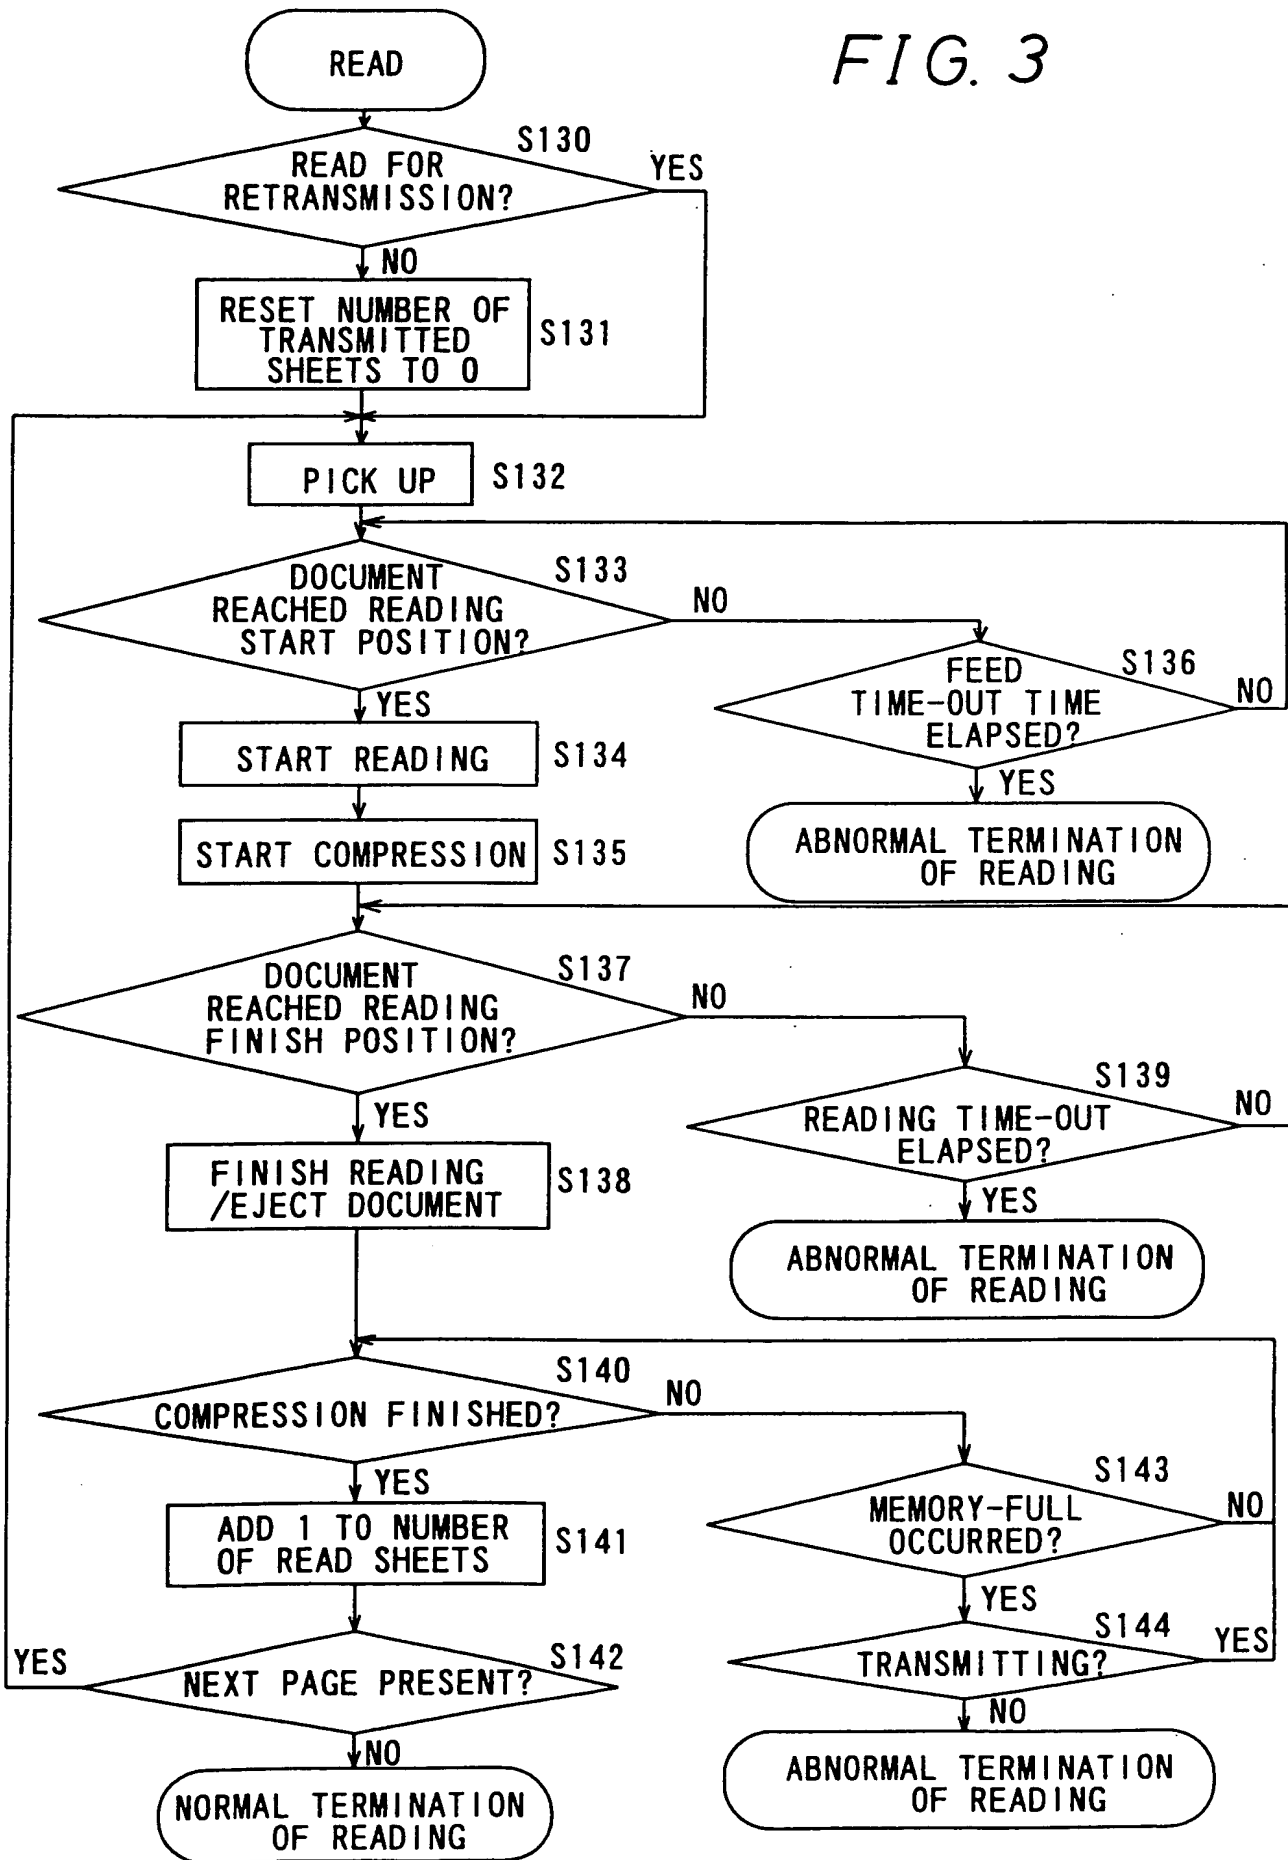 FIG. 3
READ
S130
READ FOR
RETRANSMISSION?
YES
NO
RESET NUMBER OF
TRANSMITTED
SHEETS TO 0
S131
PICK UP
S132
DOCUMENT
REACHED READING
START POSITION?
S133
NO
YES
FEED
TIME-OUT TIME
ELAPSED?
S136
NO
YES
ABNORMAL TERMINATION
OF READING
START READING
S134
START COMPRESSION
S135
DOCUMENT
REACHED READING
FINISH POSITION?
S137
NO
YES
READING TIME-OUT
ELAPSED?
S139
NO
YES
ABNORMAL TERMINATION
OF READING
FINISH READING
/EJECT DOCUMENT
S138
COMPRESSION FINISHED?
S140
NO
YES
MEMORY-FULL
OCCURRED?
S143
NO
YES
TRANSMITTING?
S144
YES
NO
ABNORMAL TERMINATION
OF READING
ADD 1 TO NUMBER
OF READ SHEETS
S141
NEXT PAGE PRESENT?
S142
YES
NO
NORMAL TERMINATION
OF READING